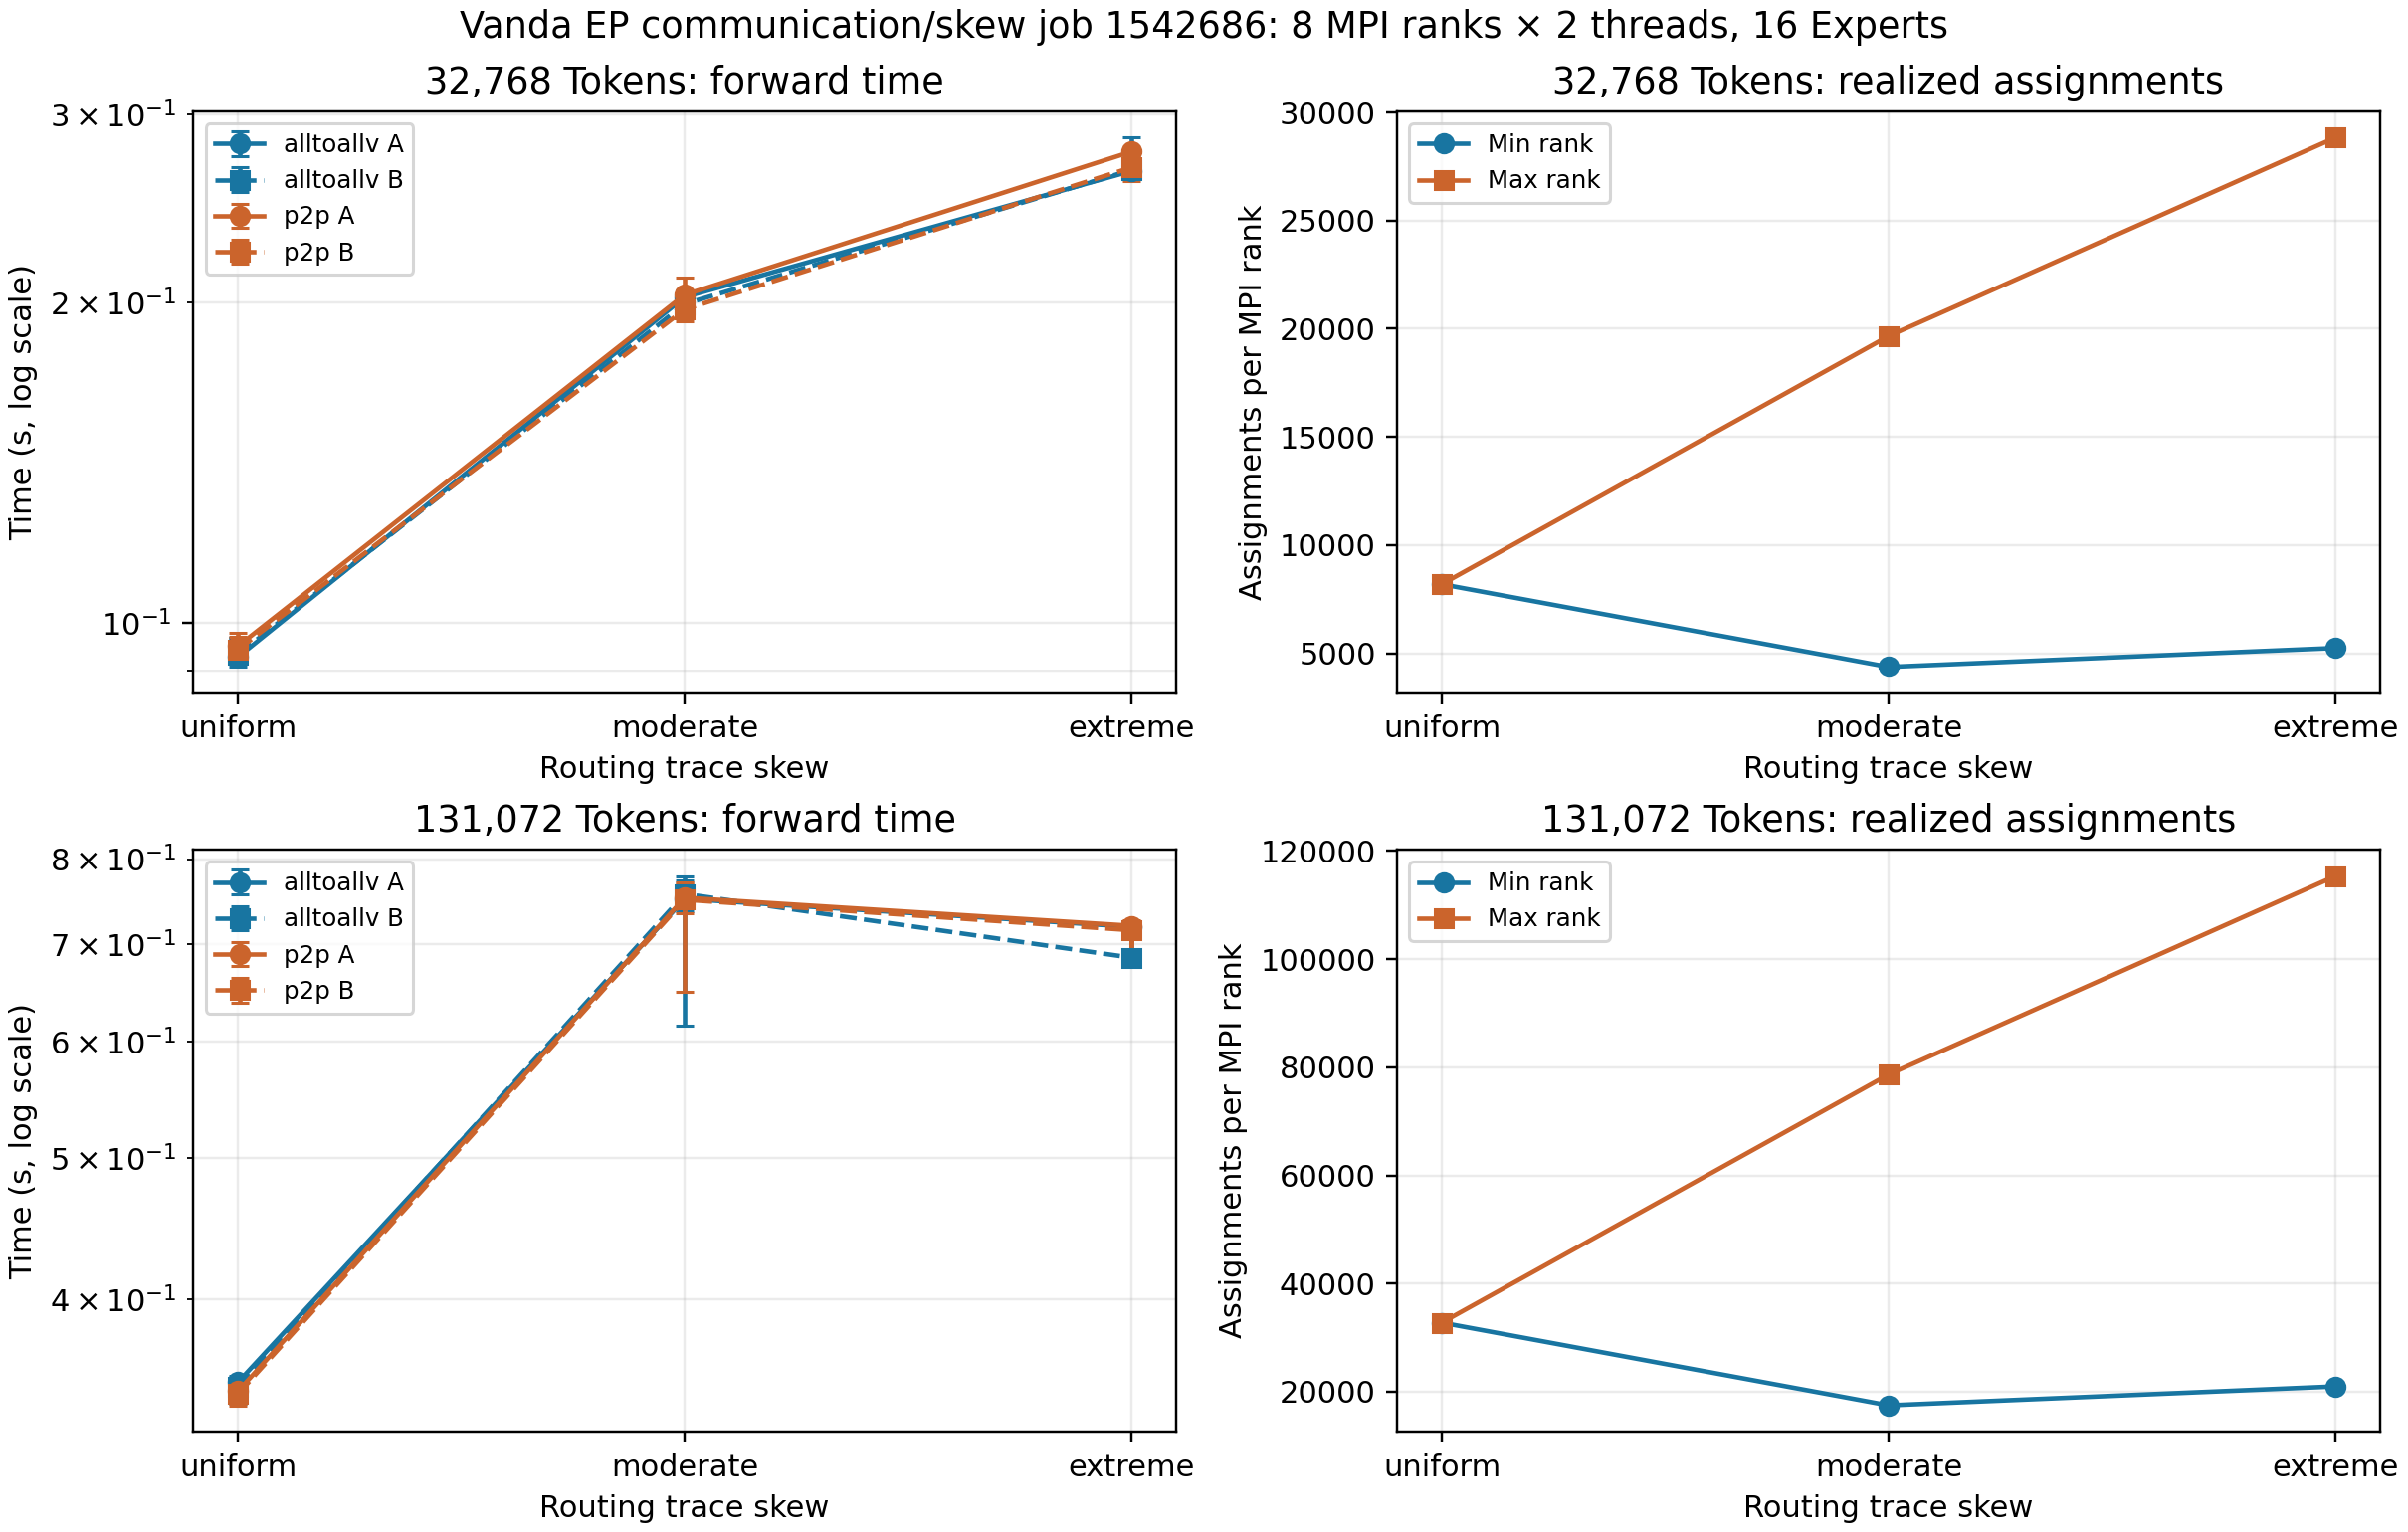 Vanda EP communication/skew job 1542686: 8 MPI ranks × 2 threads, 16 Experts
32,768 Tokens: forward time
3 × 10⁻¹
2 × 10⁻¹
10⁻¹
Time (s, log scale)
alltoallv A
alltoallv B
p2p A
p2p B
uniform
moderate
extreme
Routing trace skew
32,768 Tokens: realized assignments
30000
25000
20000
15000
10000
5000
Assignments per MPI rank
Min rank
Max rank
uniform
moderate
extreme
Routing trace skew
131,072 Tokens: forward time
8 × 10⁻¹
7 × 10⁻¹
6 × 10⁻¹
5 × 10⁻¹
4 × 10⁻¹
Time (s, log scale)
alltoallv A
alltoallv B
p2p A
p2p B
uniform
moderate
extreme
Routing trace skew
131,072 Tokens: realized assignments
120000
100000
80000
60000
40000
20000
Assignments per MPI rank
Min rank
Max rank
uniform
moderate
extreme
Routing trace skew